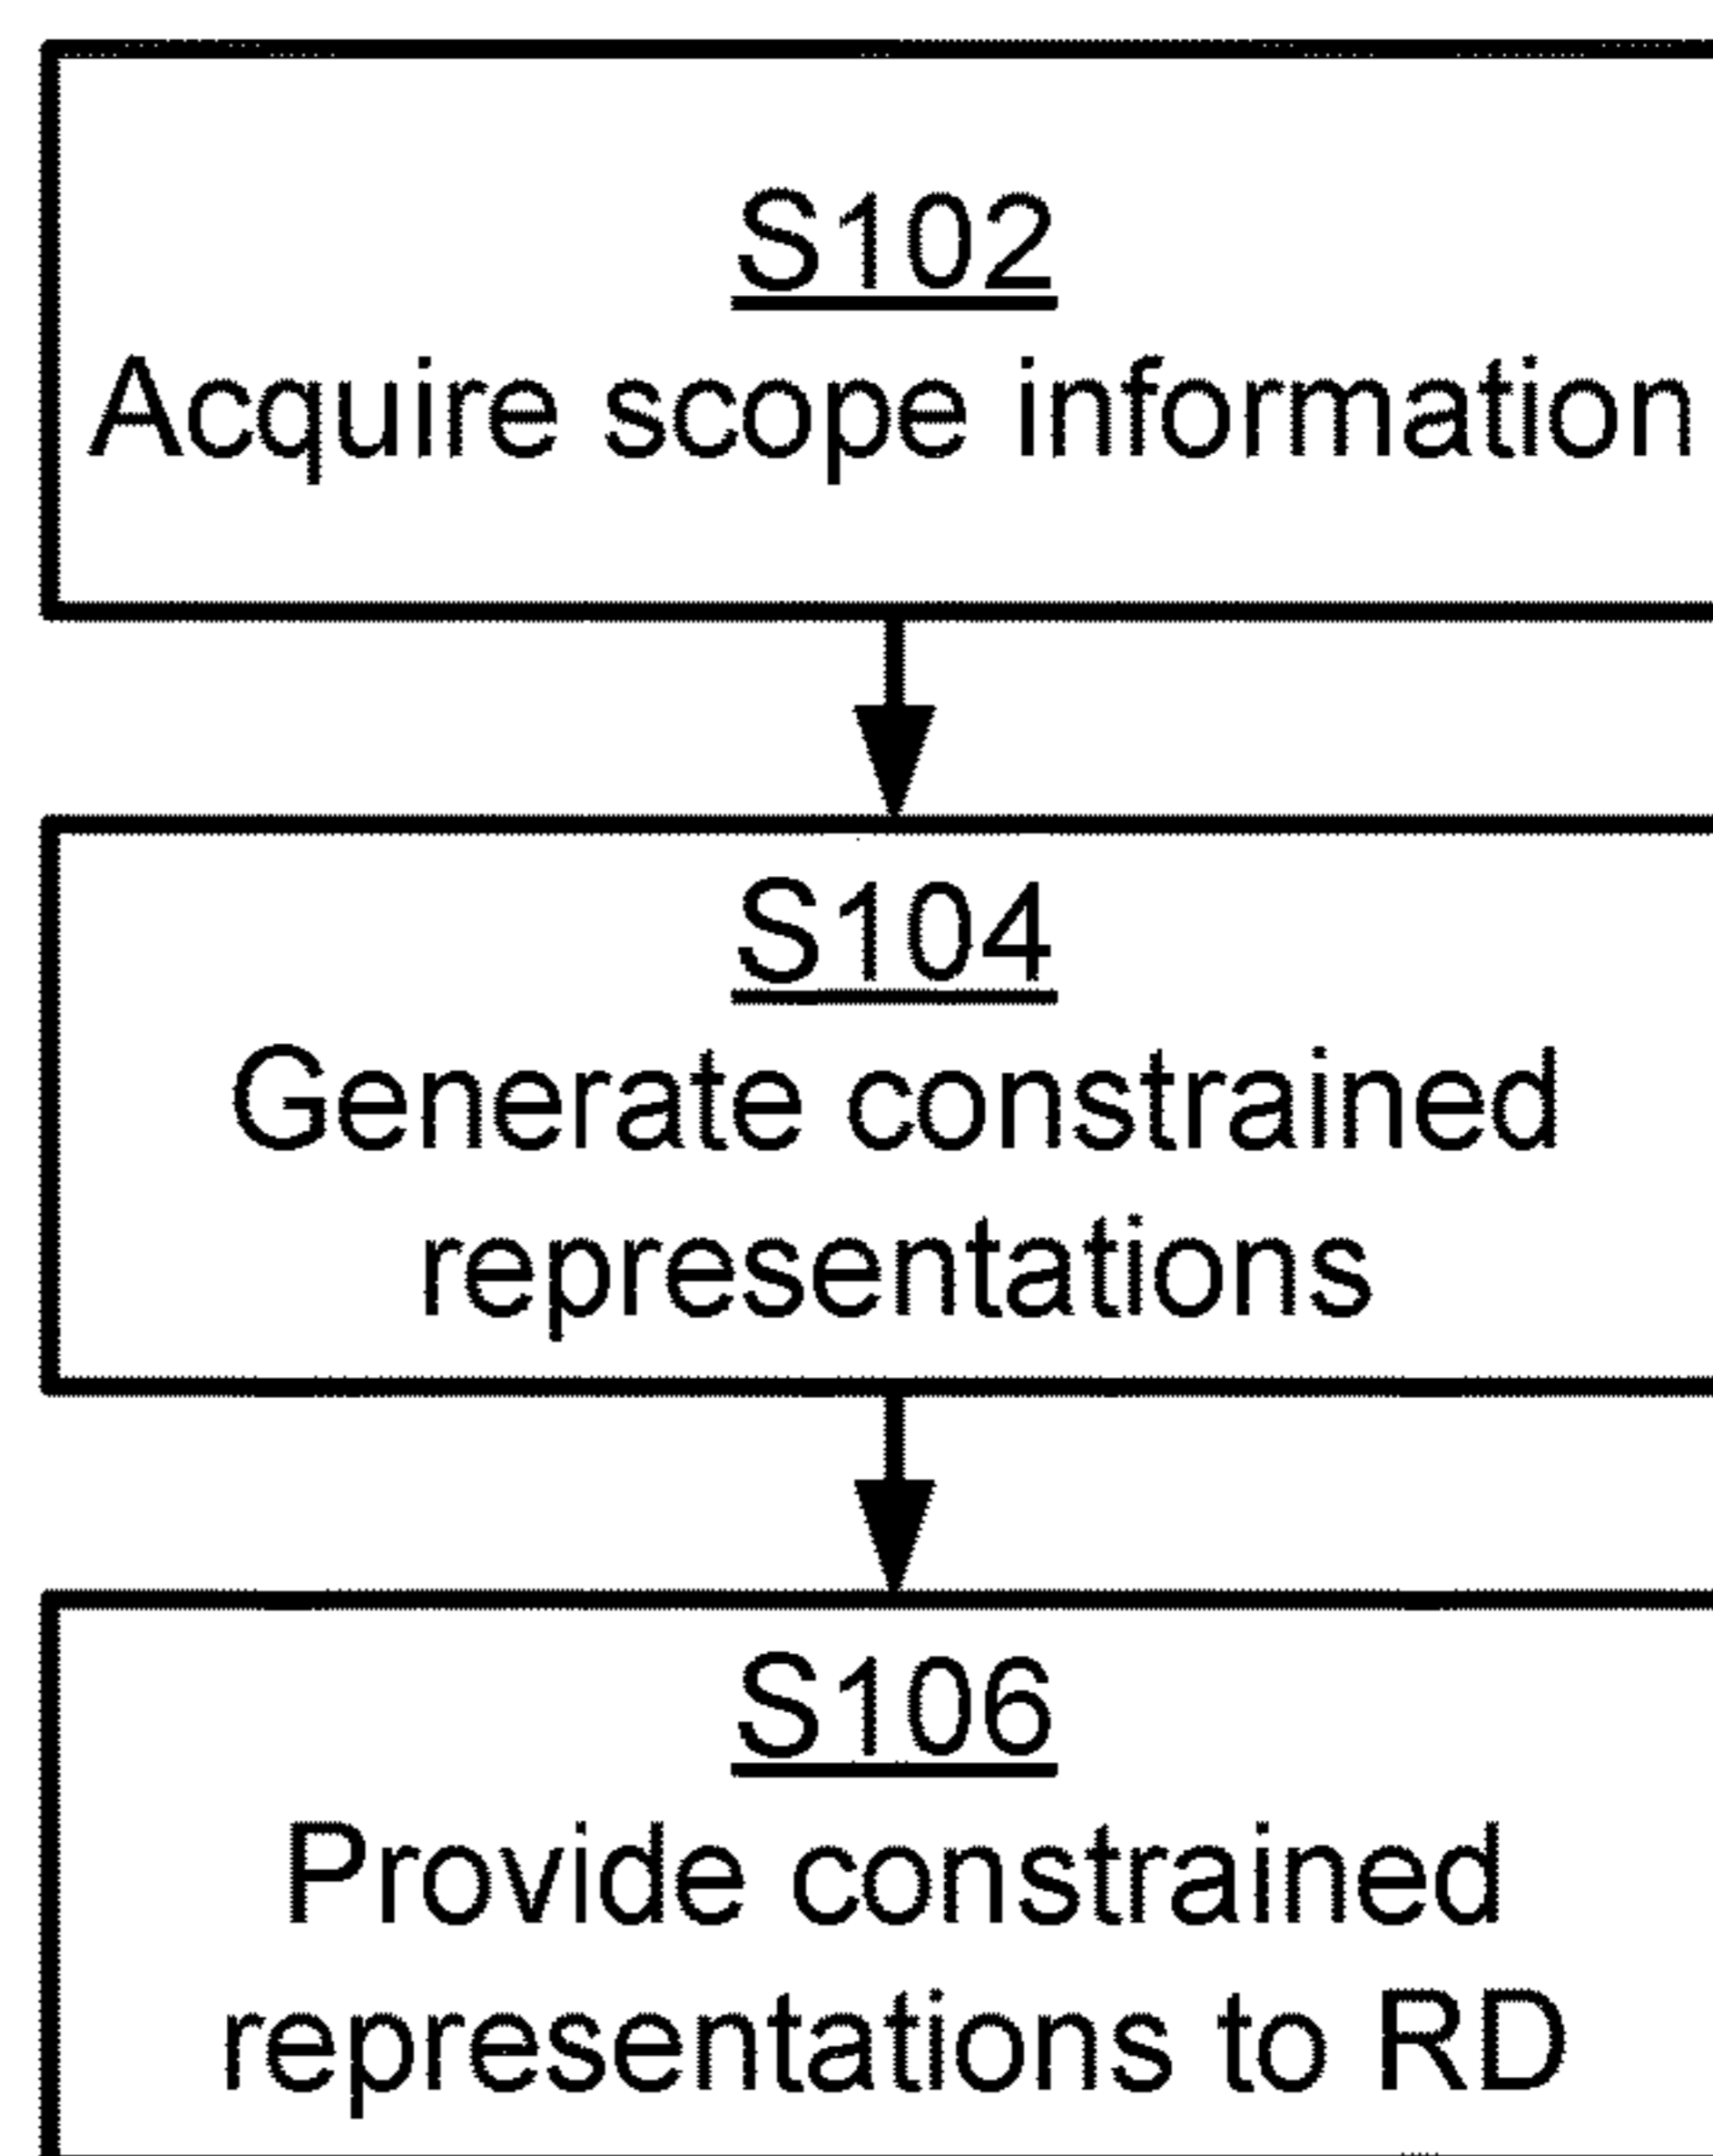 S102
Acquire scope information
S104
Generate constrained
representations
S106
Provide constrained
representations to RD